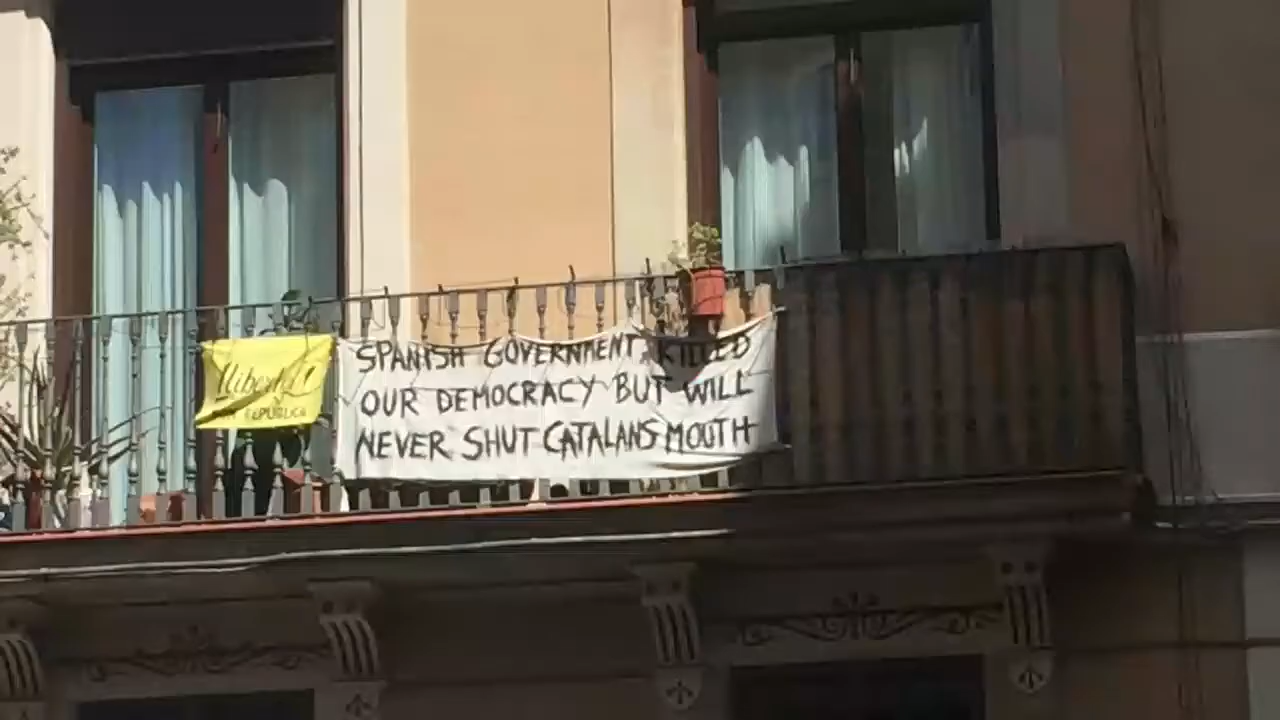 Llibertat
REPÚBLICA
SPANISH GOVERNMENT KILLED
OUR DEMOCRACY BUT WILL
NEVER SHUT CATALANS MOUTH